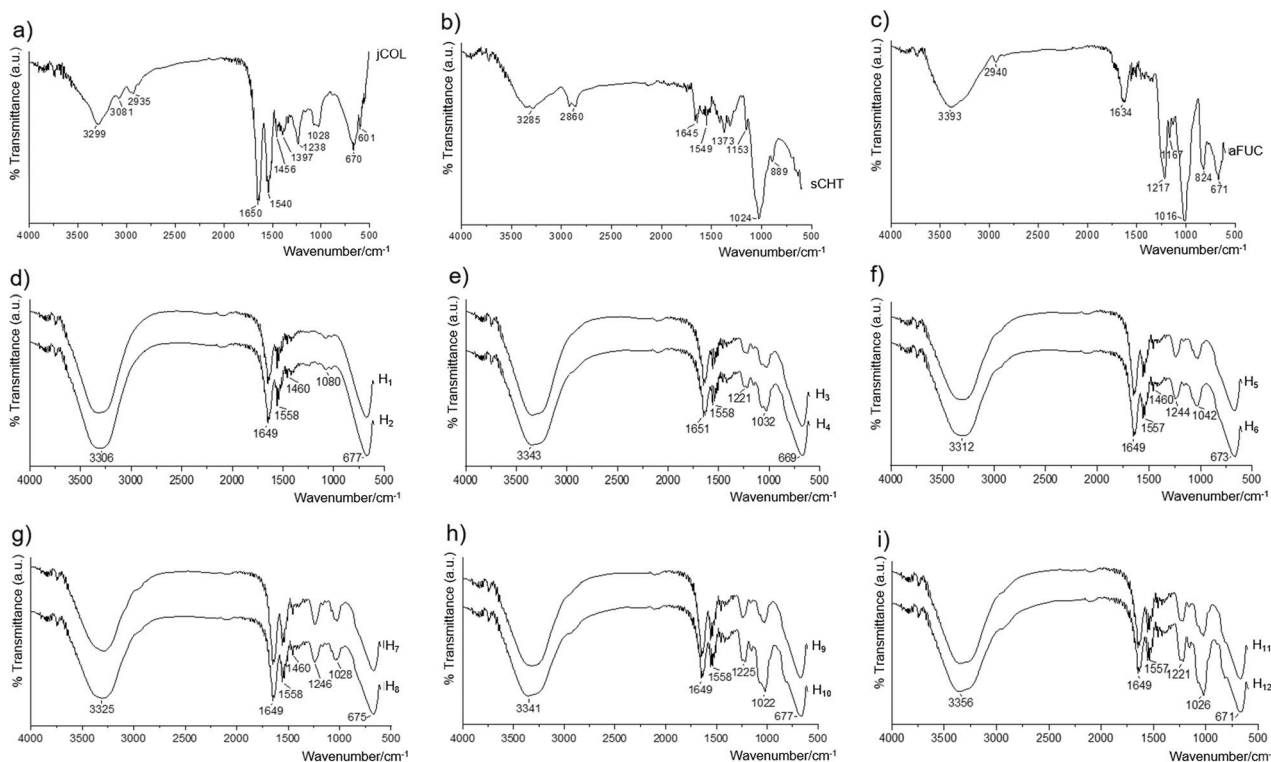 a)
% Transmittance (a.u.)
jCOL
3299
3081
2935
1650
1540
1456
1397
1238
1028
670
601
4000 3500 3000 2500 2000 1500 1000 500
Wavenumber/cm-1
b)
% Transmittance (a.u.)
sCHT
3285
2860
1645
1549
1373
1153
1024
889
4000 3500 3000 2500 2000 1500 1000 500
Wavenumber/cm-1
c)
% Transmittance (a.u.)
aFUC
3393
2940
1634
1217
1167
1016
824
671
4000 3500 3000 2500 2000 1500 1000 500
Wavenumber/cm-1
d)
% Transmittance (a.u.)
H1
H2
3306
1649
1558
1460
1080
677
4000 3500 3000 2500 2000 1500 1000 500
Wavenumber/cm-1
e)
% Transmittance (a.u.)
H3
H4
3343
1651
1558
1221
1032
669
4000 3500 3000 2500 2000 1500 1000 500
Wavenumber/cm-1
f)
% Transmittance (a.u.)
H5
H6
3312
1649
1557
1460
1244
1042
673
4000 3500 3000 2500 2000 1500 1000 500
Wavenumber/cm-1
g)
% Transmittance (a.u.)
H7
H8
3325
1649
1558
1460
1246
1028
675
4000 3500 3000 2500 2000 1500 1000 500
Wavenumber/cm-1
h)
% Transmittance (a.u.)
H9
H10
3341
1649
1558
1225
1022
677
4000 3500 3000 2500 2000 1500 1000 500
Wavenumber/cm-1
i)
% Transmittance (a.u.)
H11
H12
3356
1649
1557
1221
1026
671
4000 3500 3000 2500 2000 1500 1000 500
Wavenumber/cm-1